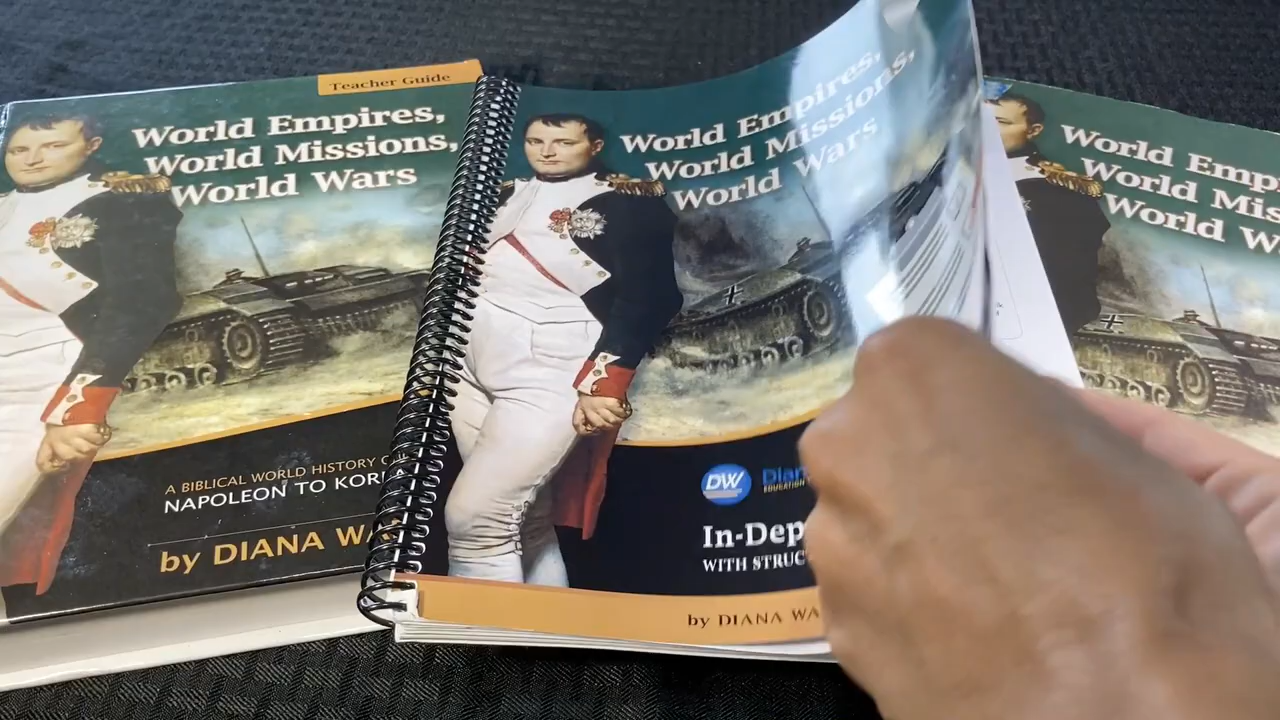 Teacher Guide
World Empires,
World Missions,
World Wars
A BIBLICAL WORLD HISTORY
NAPOLEON TO KOREA
by DIANA WA
World Empires,
World Missions,
World Wars
DW
In-Dep
WITH STRUC
by DIANA WA
World Emp
World Mis
World W